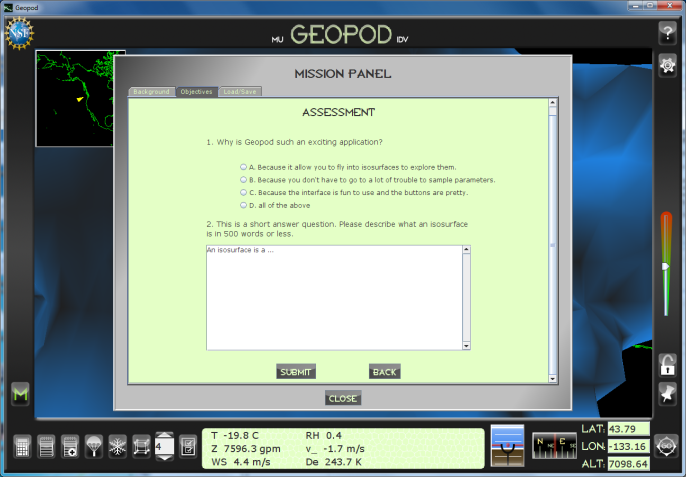 Geopod
NSF
MU GEOPOD IDV
?
MISSION PANEL
Background Objectives Load/Save
ASSESSMENT
1. Why is Geopod such an exciting application?
A. Because it allow you to fly into isosurfaces to explore them.
B. Because you don't have to go to a lot of trouble to sample parameters.
C. Because the interface is fun to use and the buttons are pretty.
D. all of the above
2. This is a short answer question. Please describe what an isosurface
is in 500 words or less.
An isosurface is a ...
SUBMIT BACK
CLOSE
M
4
T -19.8 C RH 0.4
Z 7596.3 gpm v_ -1.7 m/s
WS 4.4 m/s De 243.7 K
N NE E SE
LAT: 43.79
LON: -133.16
ALT: 7098.64
GO